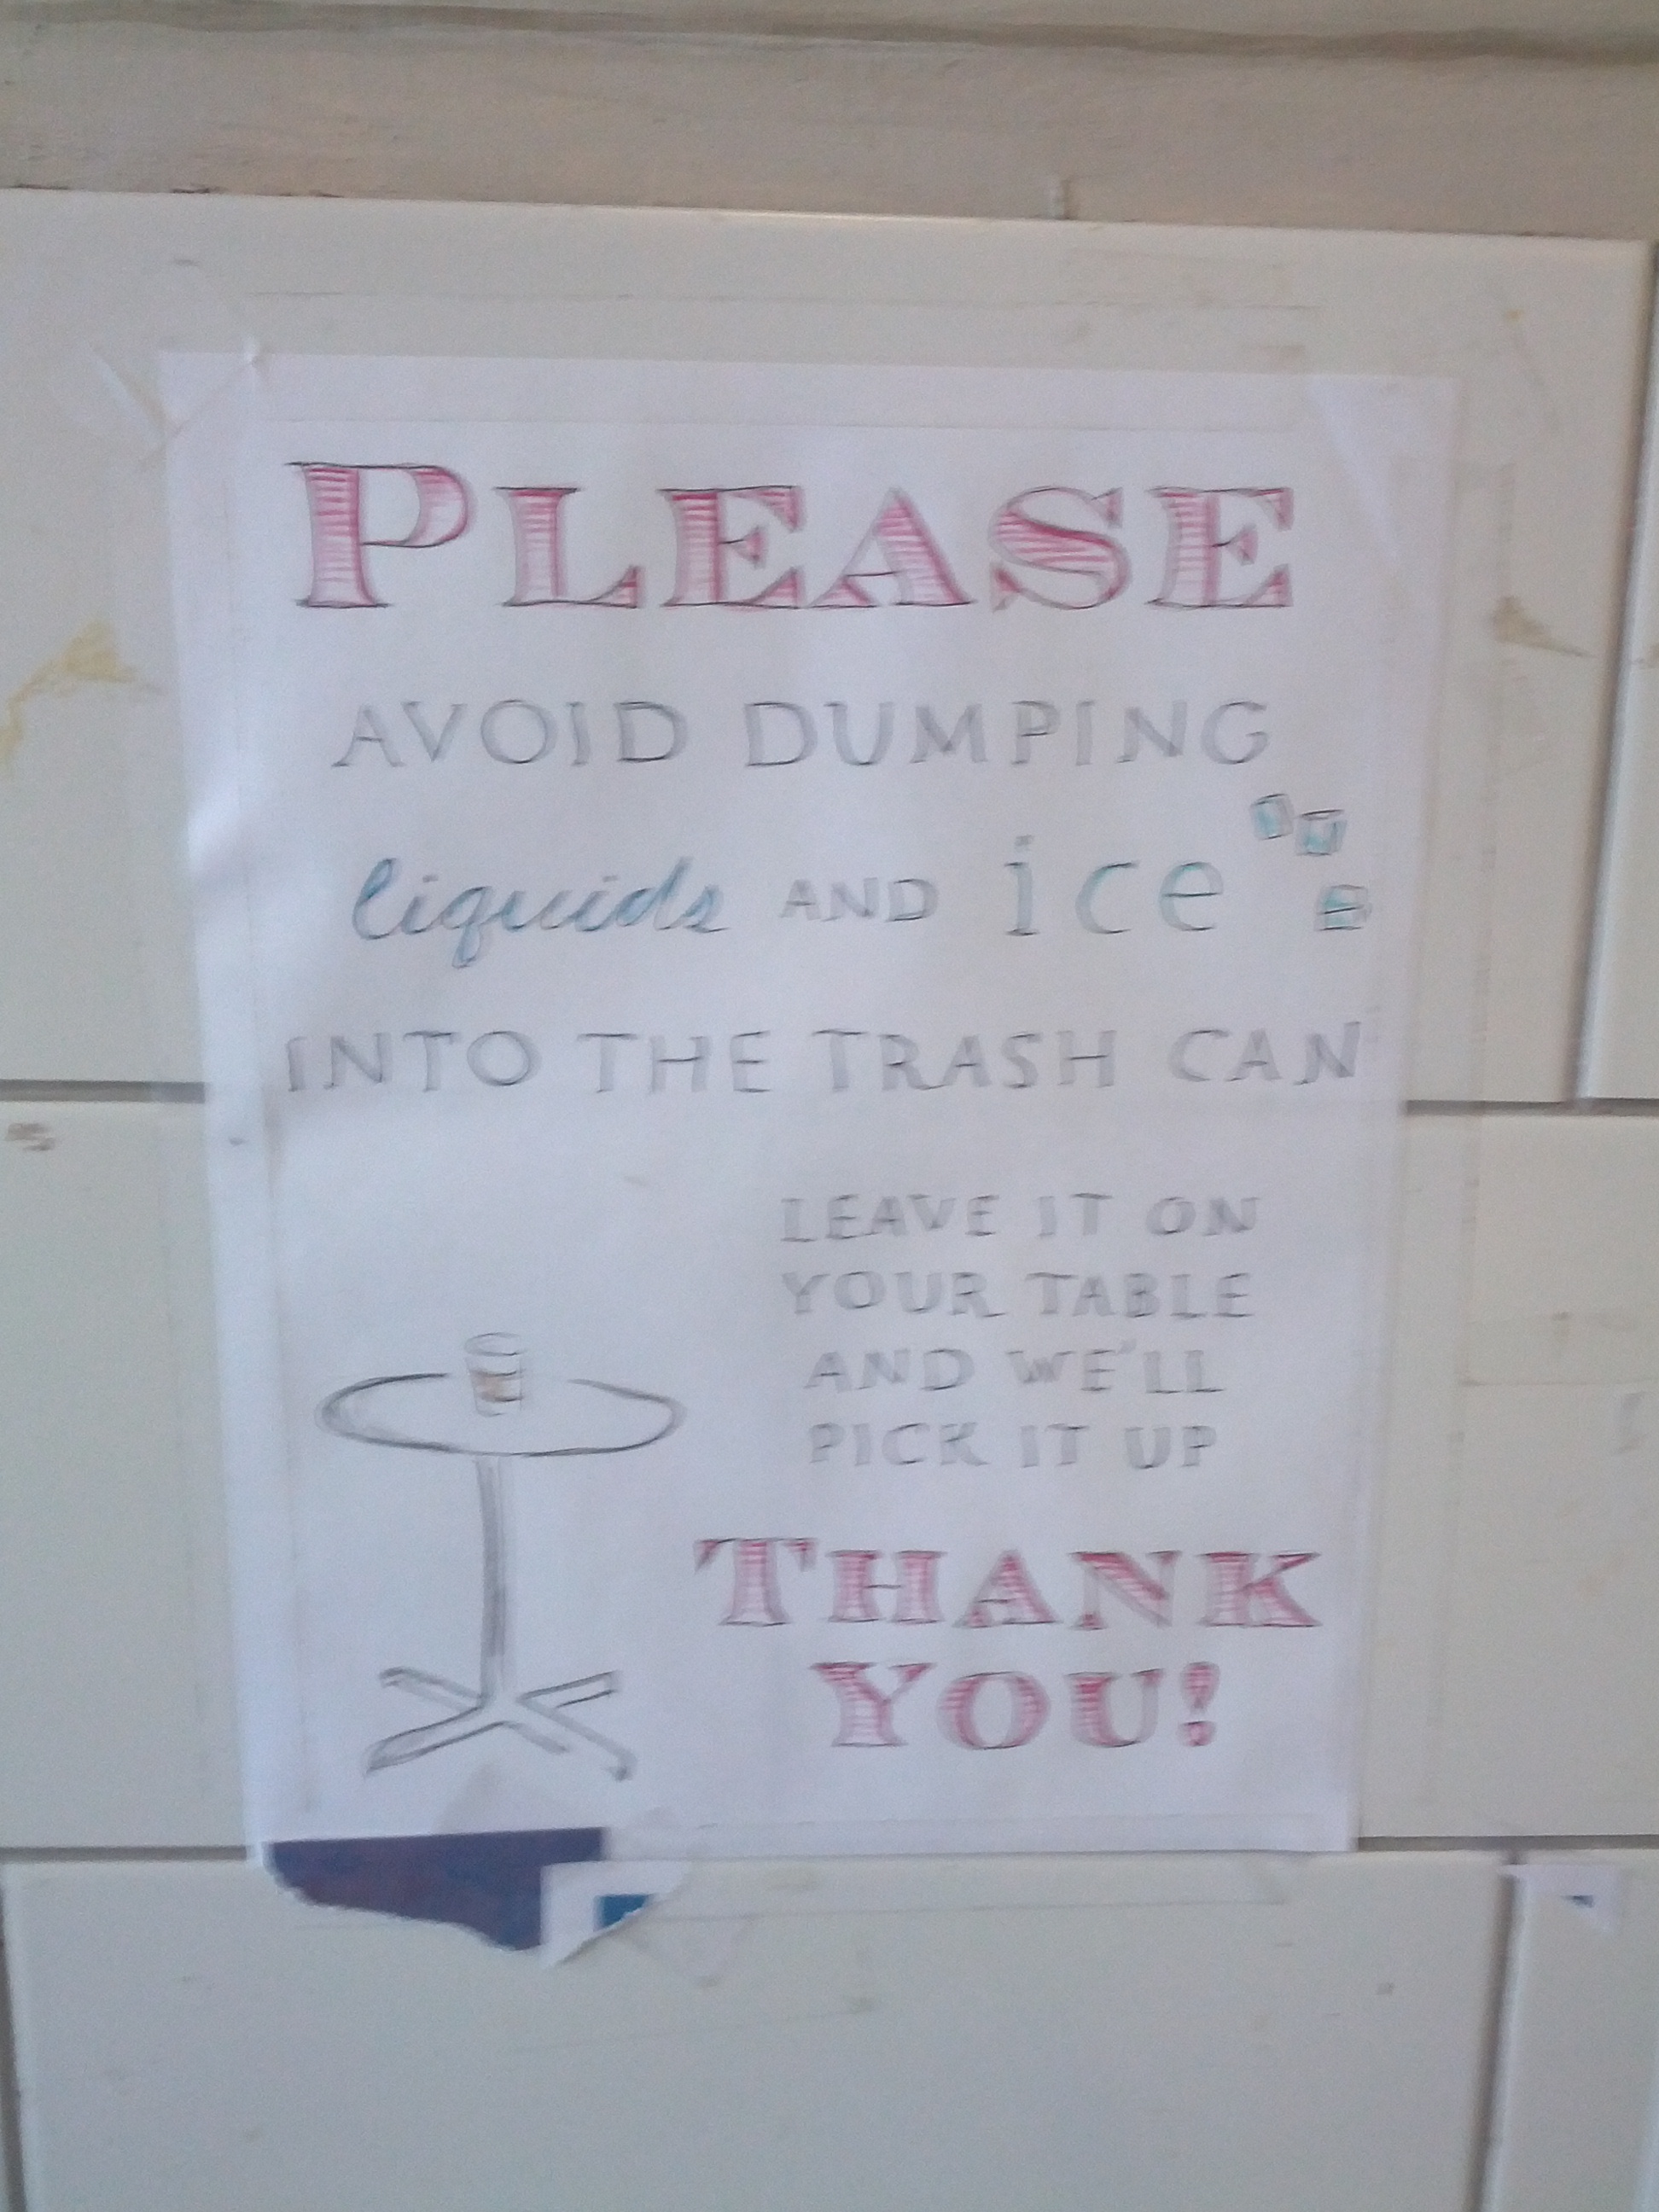 PLEASE
AVOID DUMPING
liquids AND ice
INTO THE TRASH CAN
LEAVE IT ON
YOUR TABLE
AND WE'LL
PICK IT UP
THANK
YOU!